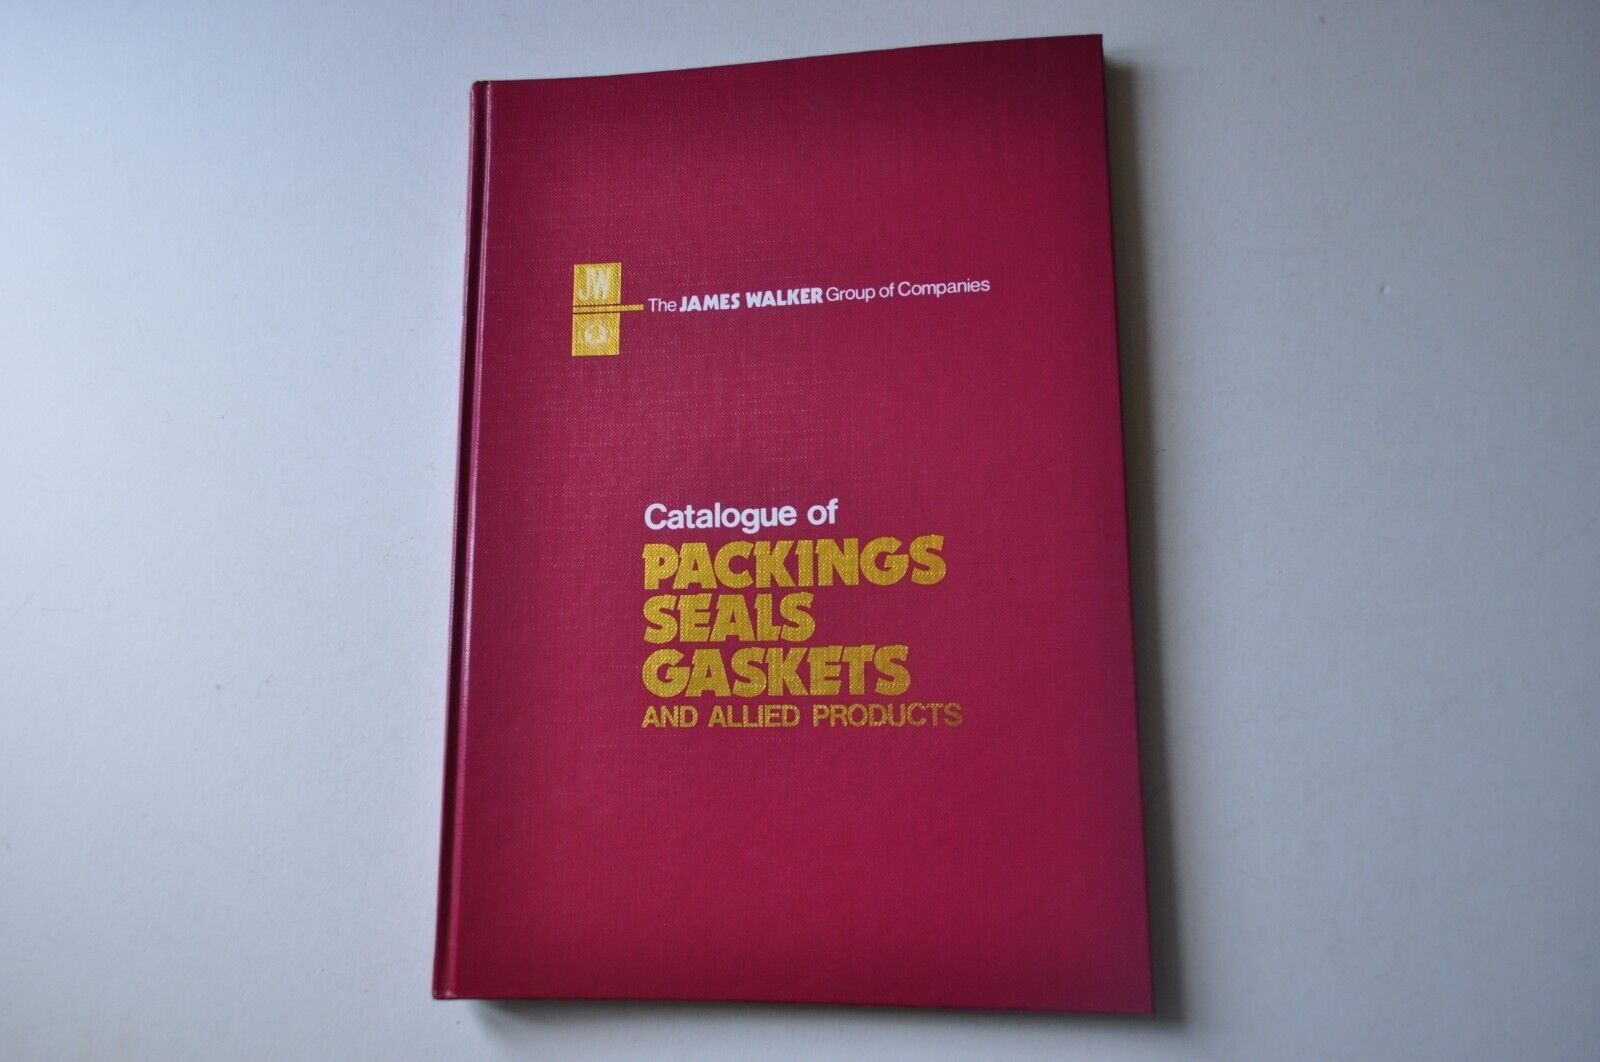 JW
The JAMES WALKER Group of Companies
Catalogue of
PACKINGS
SEALS
GASKETS
AND ALLIED PRODUCTS